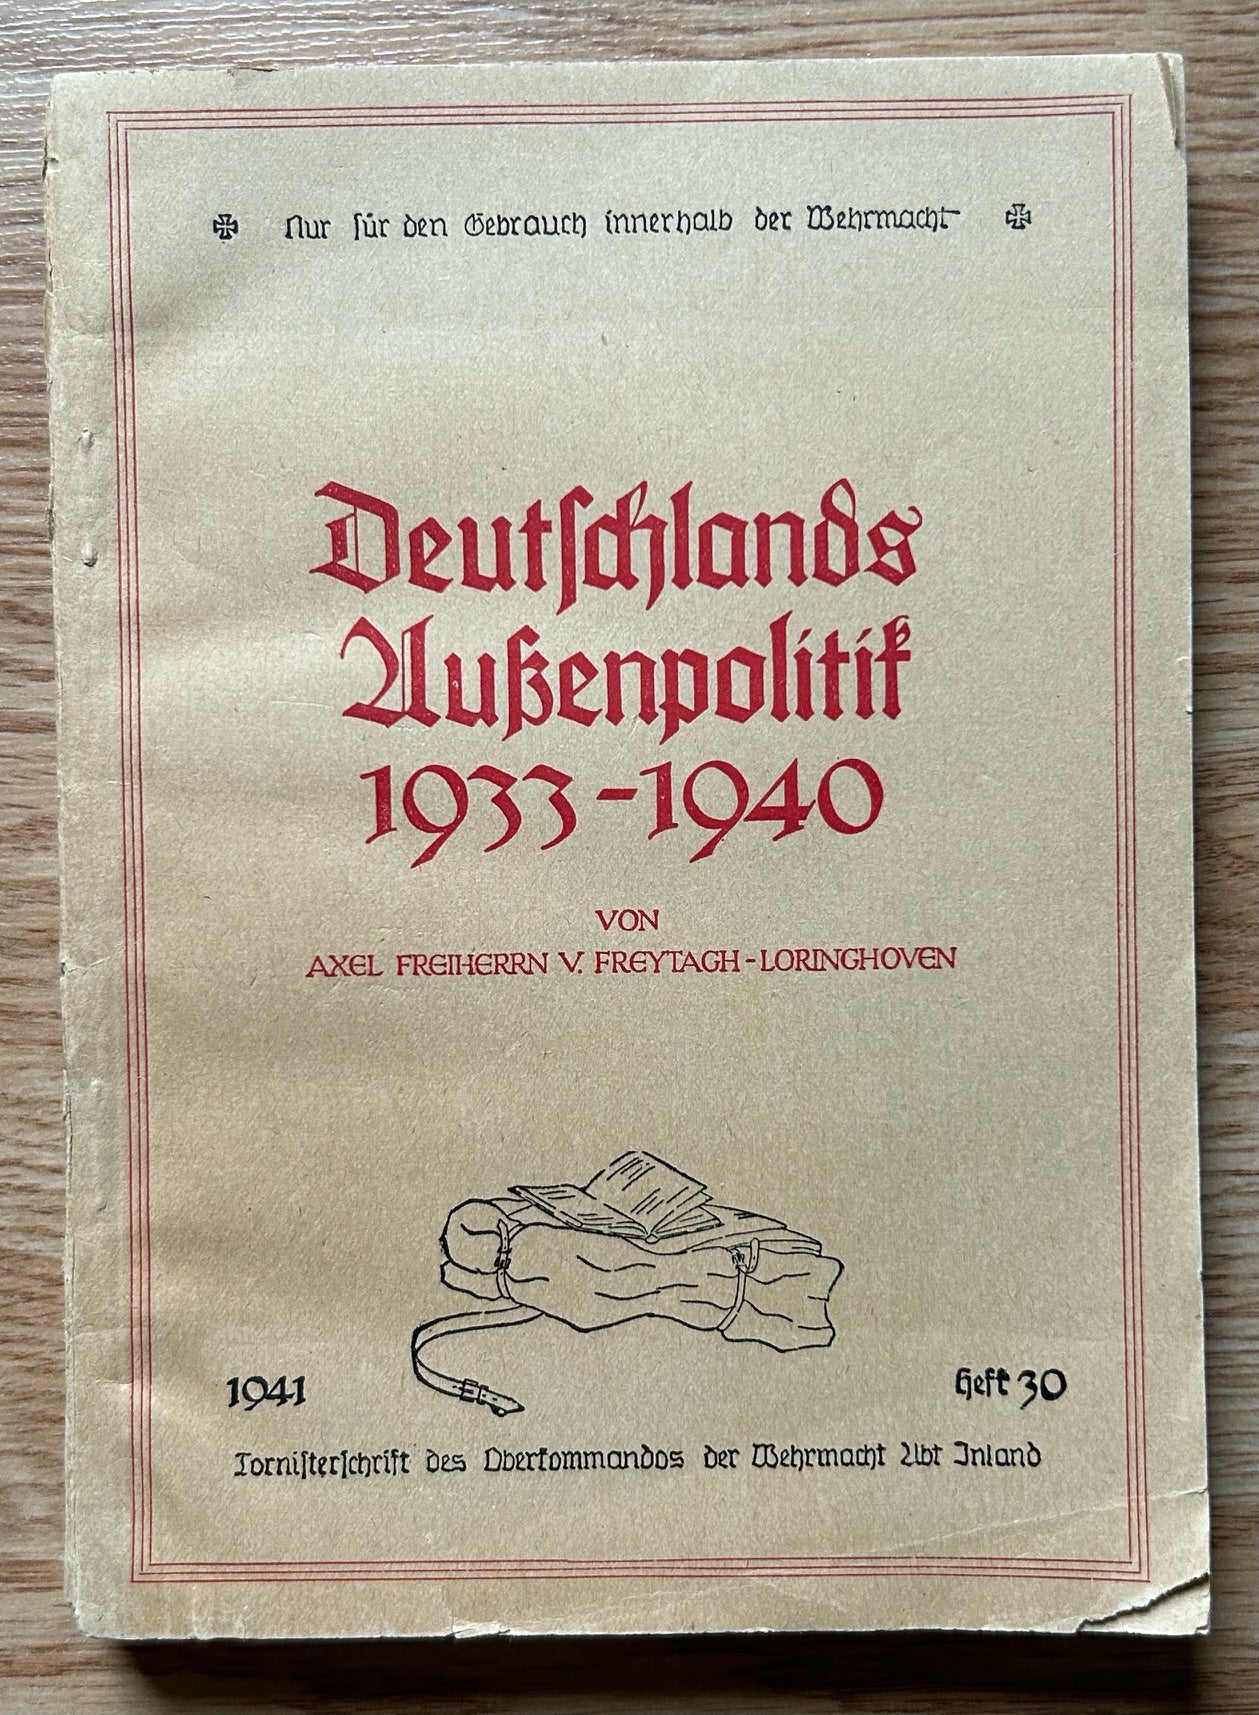 Nur für den Gebrauch innerhalb der Wehrmacht
Deutschlands
Außenpolitik
1933-1940
VON
AXEL FREIHERRN V. FREYTAGH-LORINGHOVEN
1941
Heft 30
Tornisterschrift des Oberkommandos der Wehrmacht Abt Inland